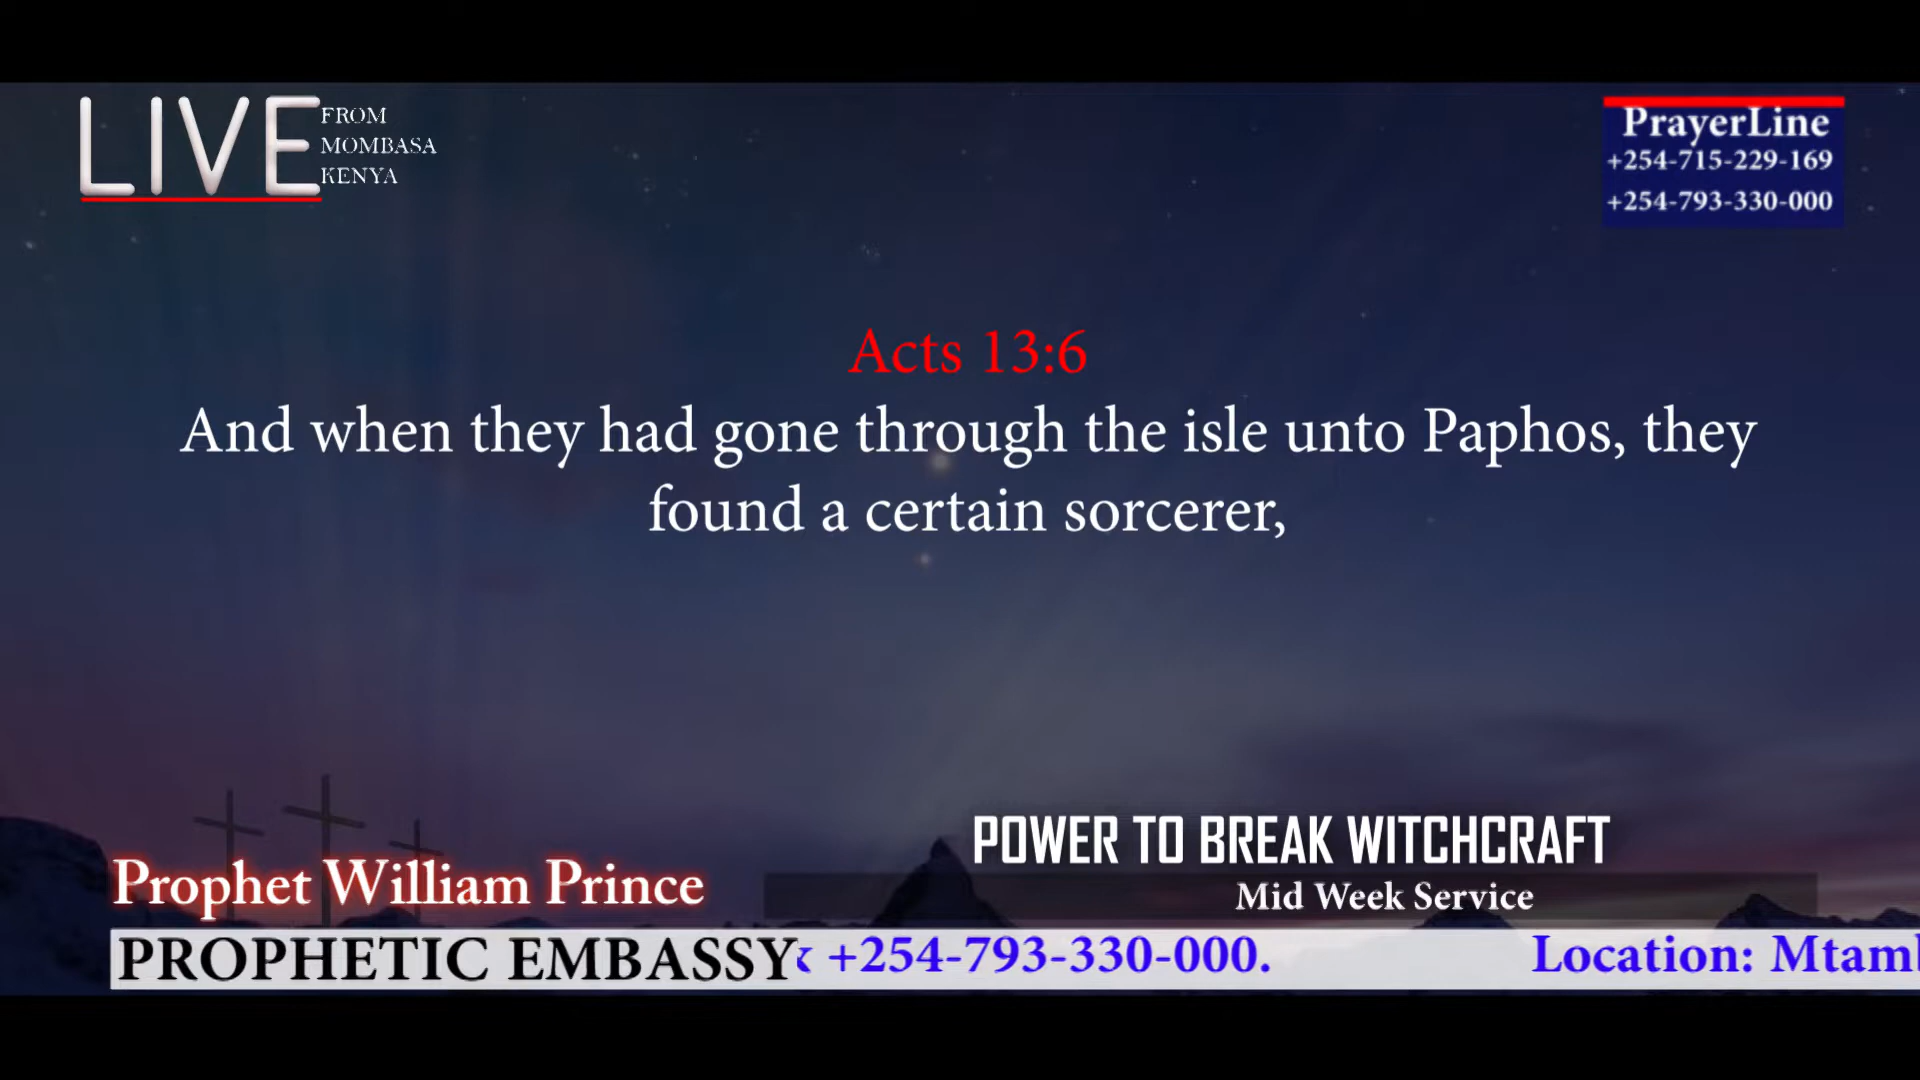 LIVE
FROM
MOMBASA
KENYA
PrayerLine
+254-715-229-169
+254-793-330-000
Acts 13:6
And when they had gone through the isle unto Paphos, they
found a certain sorcerer,
POWER TO BREAK WITCHCRAFT
Mid Week Service
Prophet William Prince
PROPHETIC EMBASSY +254-793-330-000. Location: